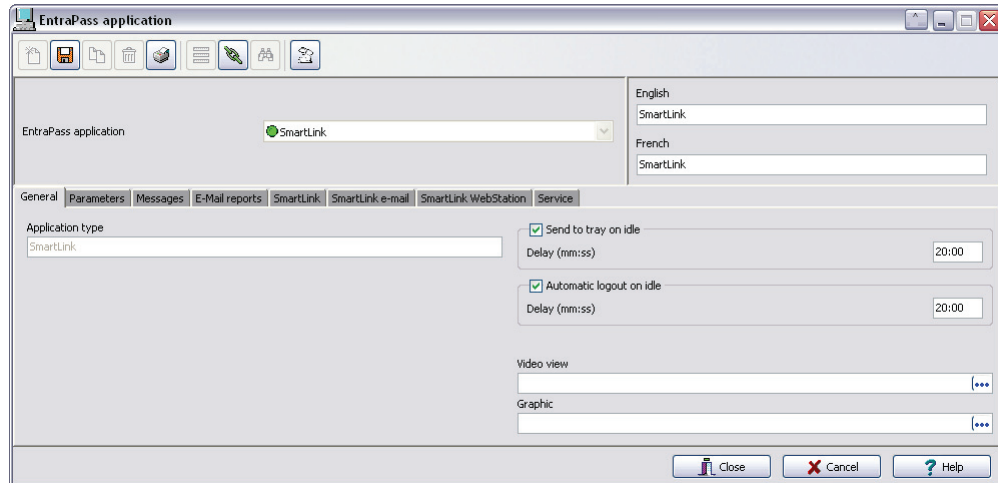 EntraPass application
English
SmartLink
EntraPass application
SmartLink
French
SmartLink
General Parameters Messages E-Mail reports SmartLink SmartLink e-mail SmartLink WebStation Service
Application type
SmartLink
Send to tray on idle
Delay (mm:ss) 20:00
Automatic logout on idle
Delay (mm:ss) 20:00
Video view
Graphic
Close Cancel Help